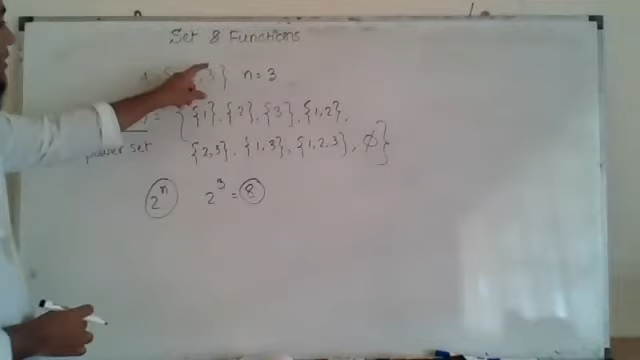 Set & Functions
3} n = 3
= { {1}, {2}, {3}, {1,2},
power set {2,3}, {1,3}, {1,2,3}, ∅ }
2ⁿ 2³ = 8